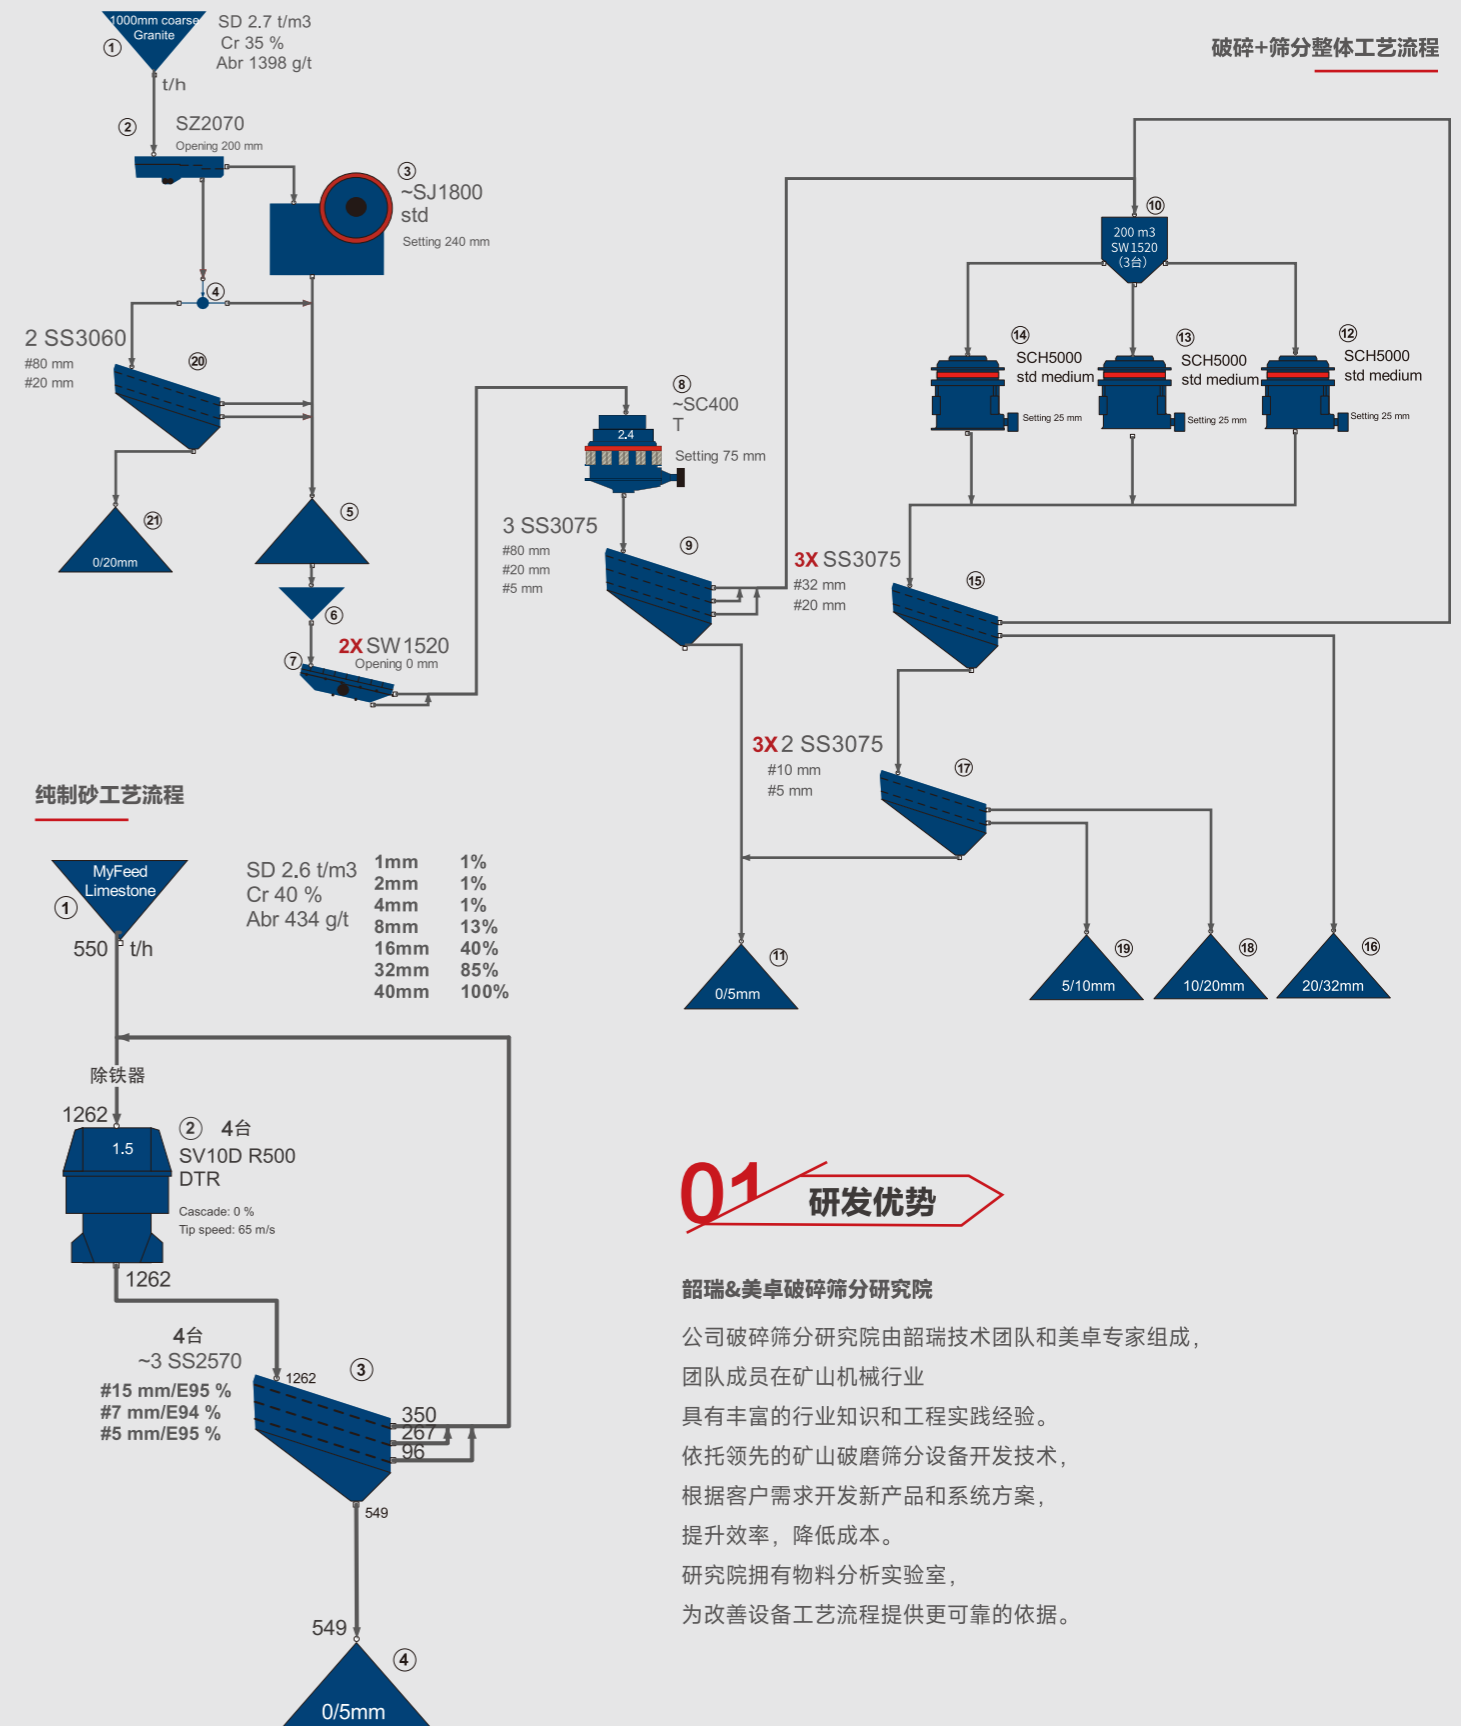 破碎+筛分整体工艺流程
1000mm coarse
Granite
①
SD 2.7 t/m3
Cr 35 %
Abr 1398 g/t
t/h
②
SZ2070
Opening 200 mm
③
~SJ1800
std
Setting 240 mm
④
2 SS3060
#80 mm
#20 mm
⑳
㉑
0/20mm
⑤
⑥
2X SW1520
Opening 0 mm
⑦
⑧
~SC400
T
2.4
Setting 75 mm
3 SS3075
#80 mm
#20 mm
#5 mm
⑨
⑩
200 m3
SW1520
(3台)
⑭
SCH5000
std medium
Setting 25 mm
⑬
SCH5000
std medium
Setting 25 mm
⑫
SCH5000
std medium
Setting 25 mm
3X SS3075
#32 mm
#20 mm
⑮
3X 2 SS3075
#10 mm
#5 mm
⑰
⑪
0/5mm
⑲
5/10mm
⑱
10/20mm
⑯
20/32mm
纯制砂工艺流程
MyFeed
Limestone
①
550 t/h
SD 2.6 t/m3
Cr 40 %
Abr 434 g/t
1mm 1%
2mm 1%
4mm 1%
8mm 13%
16mm 40%
32mm 85%
40mm 100%
除铁器
1262
1.5
② 4台
SV10D R500
DTR
Cascade: 0 %
Tip speed: 65 m/s
1262
4台
~3 SS2570
#15 mm/E95 %
#7 mm/E94 %
#5 mm/E95 %
③
1262
350
267
96
549
549
④
0/5mm
01 研发优势
韶瑞&美卓破碎筛分研究院
公司破碎筛分研究院由韶瑞技术团队和美卓专家组成，
团队成员在矿山机械行业
具有丰富的行业知识和工程实践经验。
依托领先的矿山破磨筛分设备开发技术，
根据客户需求开发新产品和系统方案，
提升效率，降低成本。
研究院拥有物料分析实验室，
为改善设备工艺流程提供更可靠的依据。